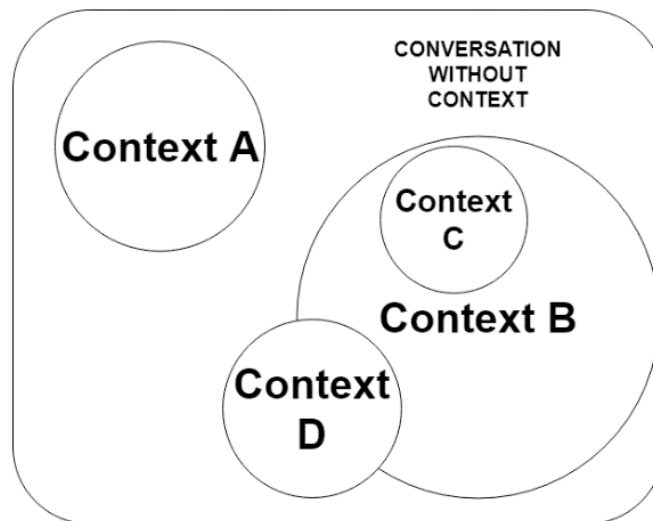 CONVERSATION
WITHOUT
CONTEXT
Context A
Context
C
Context B
Context
D